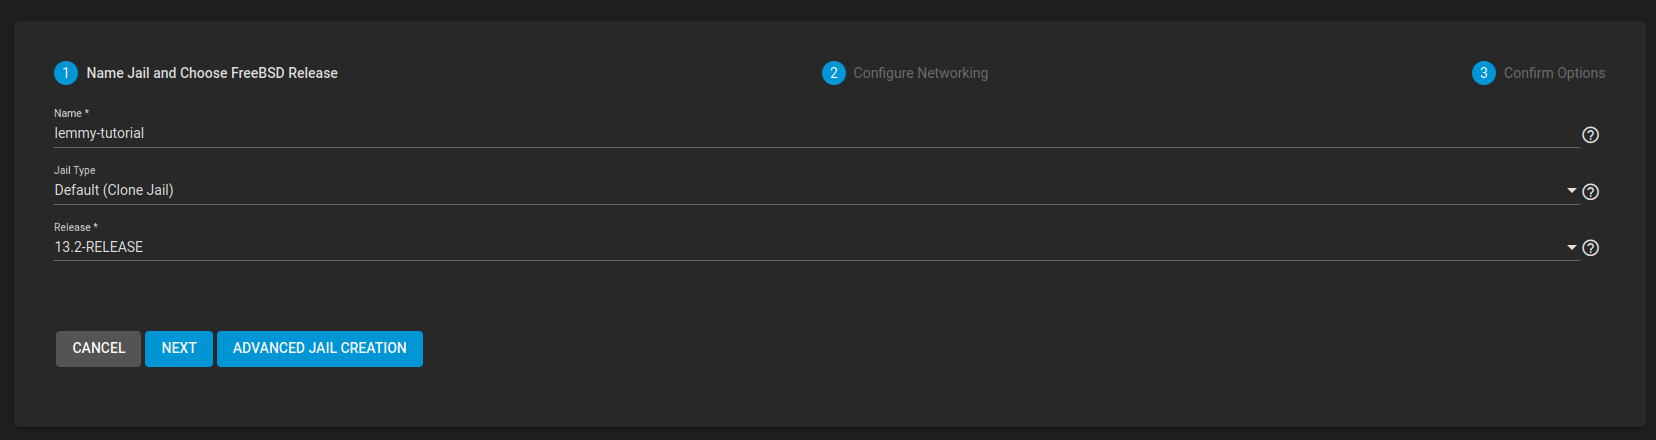 1 Name Jail and Choose FreeBSD Release 2 Configure Networking 3 Confirm Options
Name *
lemmy-tutorial
Jail Type
Default (Clone Jail)
Release *
13.2-RELEASE
CANCEL NEXT ADVANCED JAIL CREATION